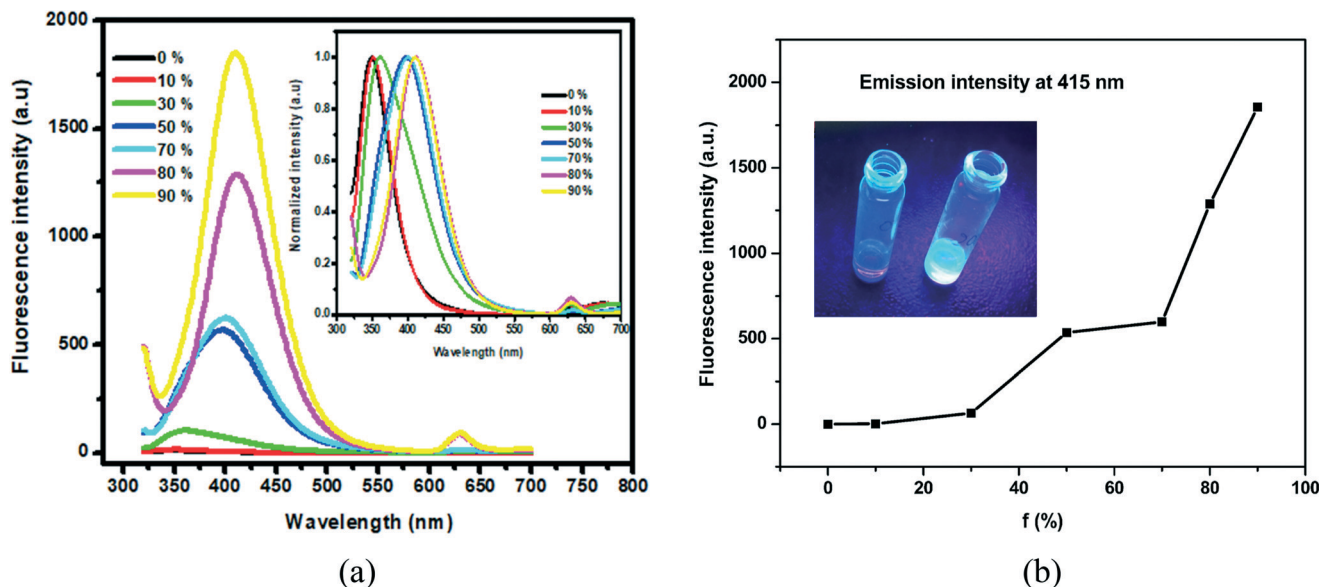 2000
1500
1000
500
0
Fluorescence intensity (a.u)
0 %
10 %
30 %
50 %
70 %
80 %
90 %
1.0
0.8
0.6
0.4
0.2
0.0
Normalized intensity (a.u)
0 %
10 %
30 %
50 %
70 %
80 %
90 %
300 350 400 450 500 550 600 650 700
Wavelength (nm)
300 350 400 450 500 550 600 650 700 750 800
Wavelength (nm)
(a)
2000
1500
1000
500
0
Fluorescence intensity (a.u.)
Emission intensity at 415 nm
0 20 40 60 80 100
f (%)
(b)